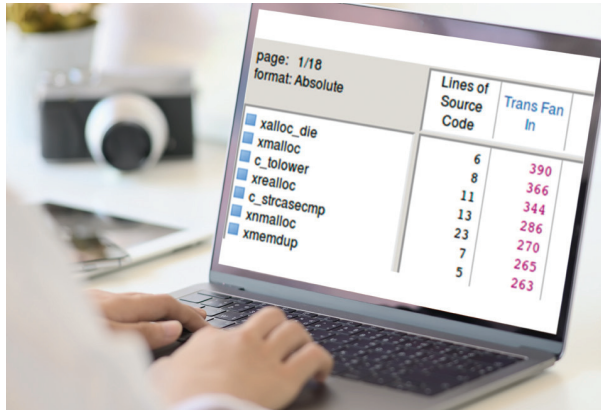 page: 1/18
format: Absolute
Lines of
Source
Code
Trans Fan
In
xalloc_die 6 390
xmalloc 8 366
c_tolower 11 344
xrealloc 13 286
c_strcasecmp 23 270
xnmalloc 7 265
xmemdup 5 263